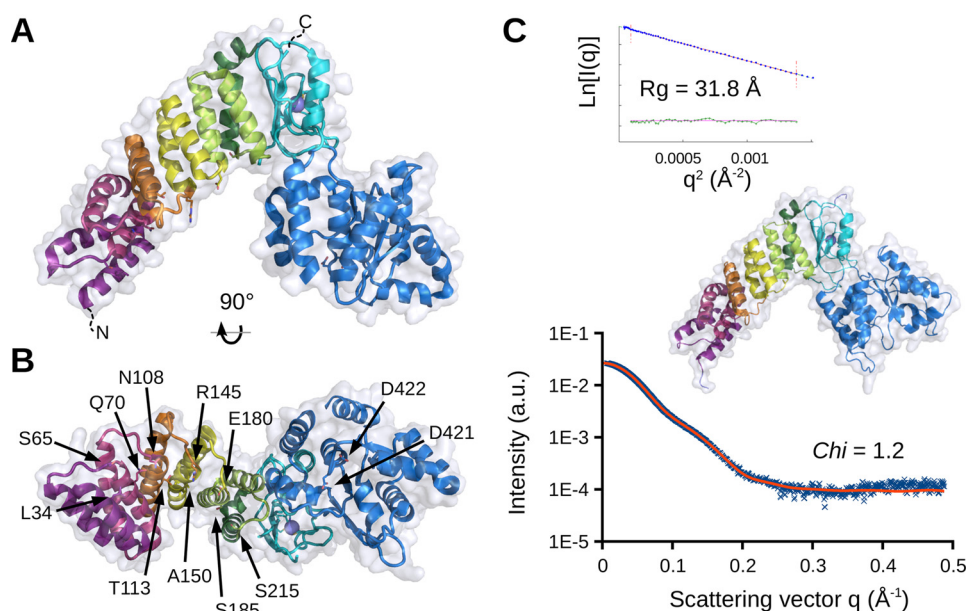 A
C
N
90°
B
N108
R145
D422
Q70
E180
D421
S65
L34
T113
A150
S215
S185
C
Ln[I(q)]
Rg = 31.8 Å
0.0005
0.001
q² (Å⁻²)
1E-1
1E-2
1E-3
1E-4
1E-5
Intensity (a.u.)
Chi = 1.2
0
0.1
0.2
0.3
0.4
0.5
Scattering vector q (Å⁻¹)